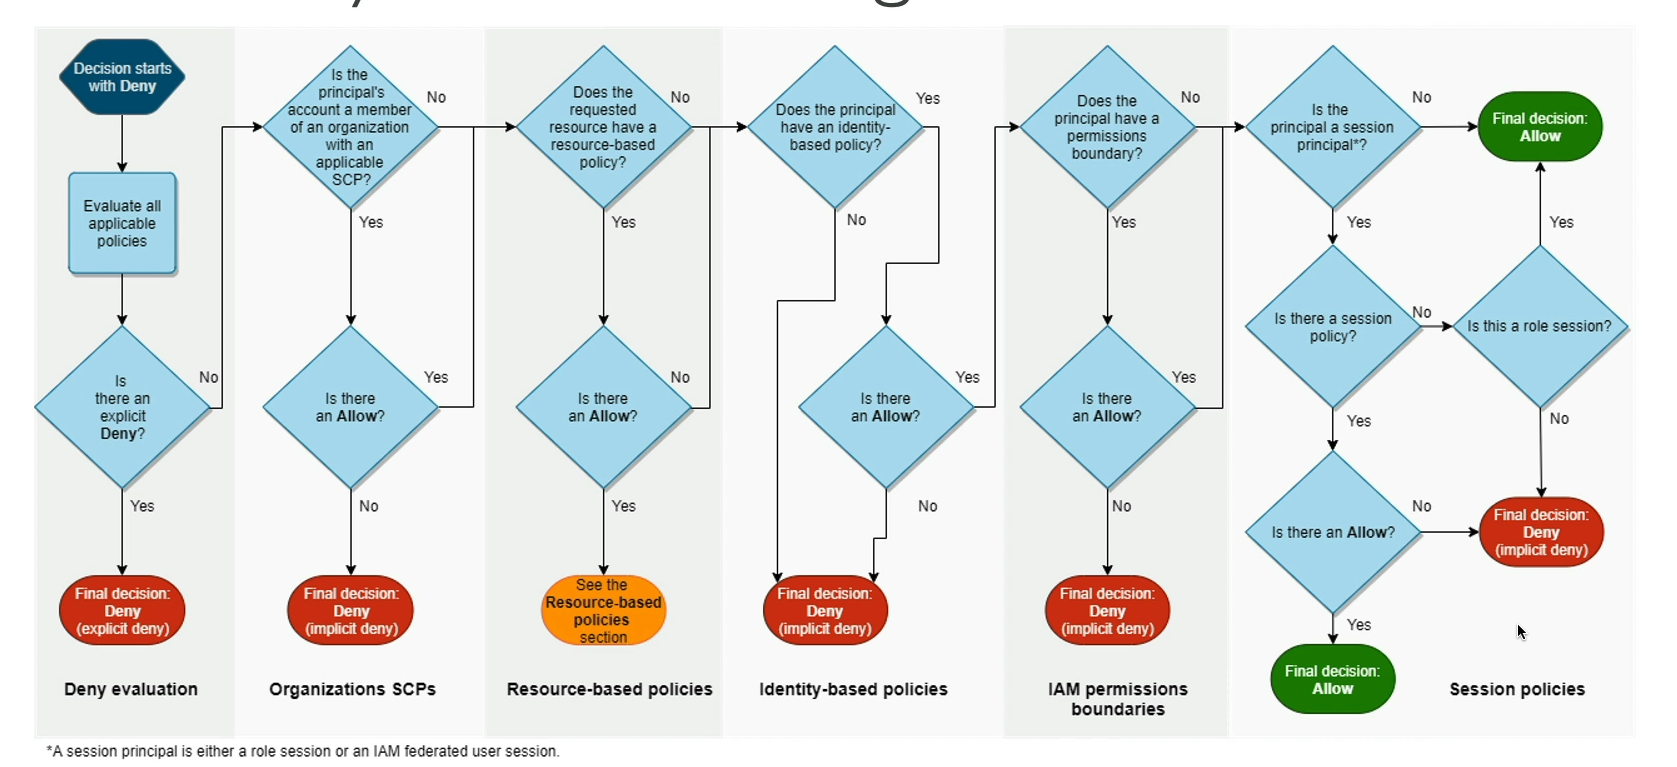 Decision starts
with Deny
Evaluate all
applicable
policies
Is
there an
explicit
Deny?
No
Yes
Final decision:
Deny
(explicit deny)
Deny evaluation
Is the
principal's
account a member
of an organization
with an
applicable
SCP?
No
Yes
Is there
an Allow?
Yes
No
Final decision:
Deny
(implicit deny)
Organizations SCPs
Does the
requested
resource have a
resource-based
policy?
No
Yes
Is there
an Allow?
No
Yes
See the
Resource-based
policies
section
Resource-based policies
Does the principal
have an identity-
based policy?
Yes
No
Is there
an Allow?
Yes
No
Final decision:
Deny
(implicit deny)
Identity-based policies
Does the
principal have a
permissions
boundary?
No
Yes
Is there
an Allow?
Yes
No
Final decision:
Deny
(implicit deny)
IAM permissions
boundaries
Is the
principal a session
principal*?
No
Final decision:
Allow
Yes
Yes
Is there a session
policy?
No
Is this a role session?
Yes
No
Is there an Allow?
No
Final decision:
Deny
(implicit deny)
Yes
Final decision:
Allow
Session policies
*A session principal is either a role session or an IAM federated user session.